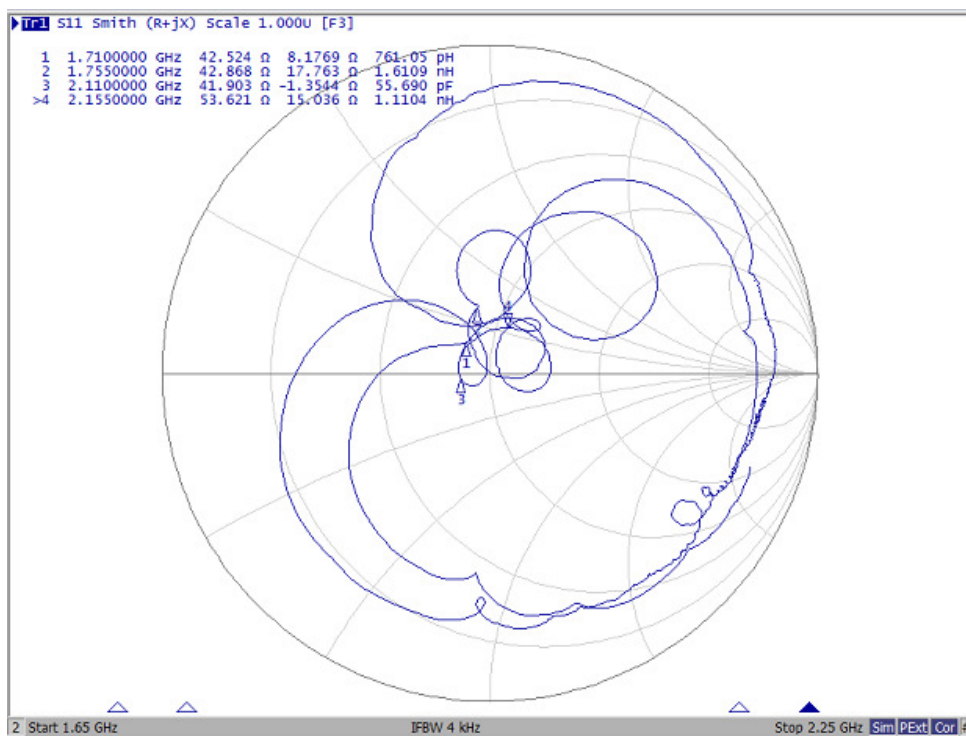 Tr1 S11 Smith (R+jX) Scale 1.000U [F3]
1 1.7100000 GHz 42.524 Ω 8.1769 Ω 761.05 pH
2 1.7550000 GHz 42.868 Ω 17.763 Ω 1.6109 nH
3 2.1100000 GHz 41.903 Ω -1.3544 Ω 55.690 pF
>4 2.1550000 GHz 53.621 Ω 15.036 Ω 1.1104 nH
1
3
2 Start 1.65 GHz IFBW 4 kHz Stop 2.25 GHz Sim PExt Cor